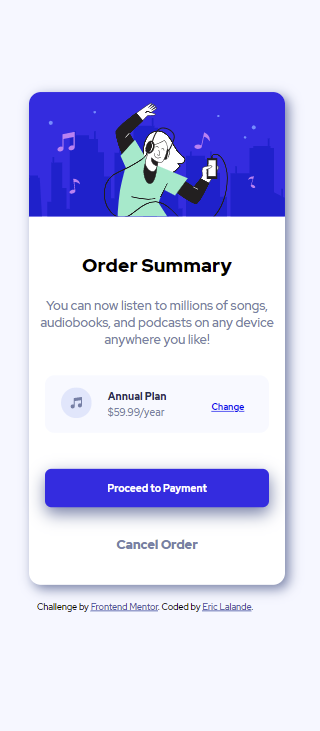 Order Summary
You can now listen to millions of songs,
audiobooks, and podcasts on any device
anywhere you like!
Annual Plan
$59.99/year
Change
Proceed to Payment
Cancel Order
Challenge by Frontend Mentor. Coded by Eric Lalande.